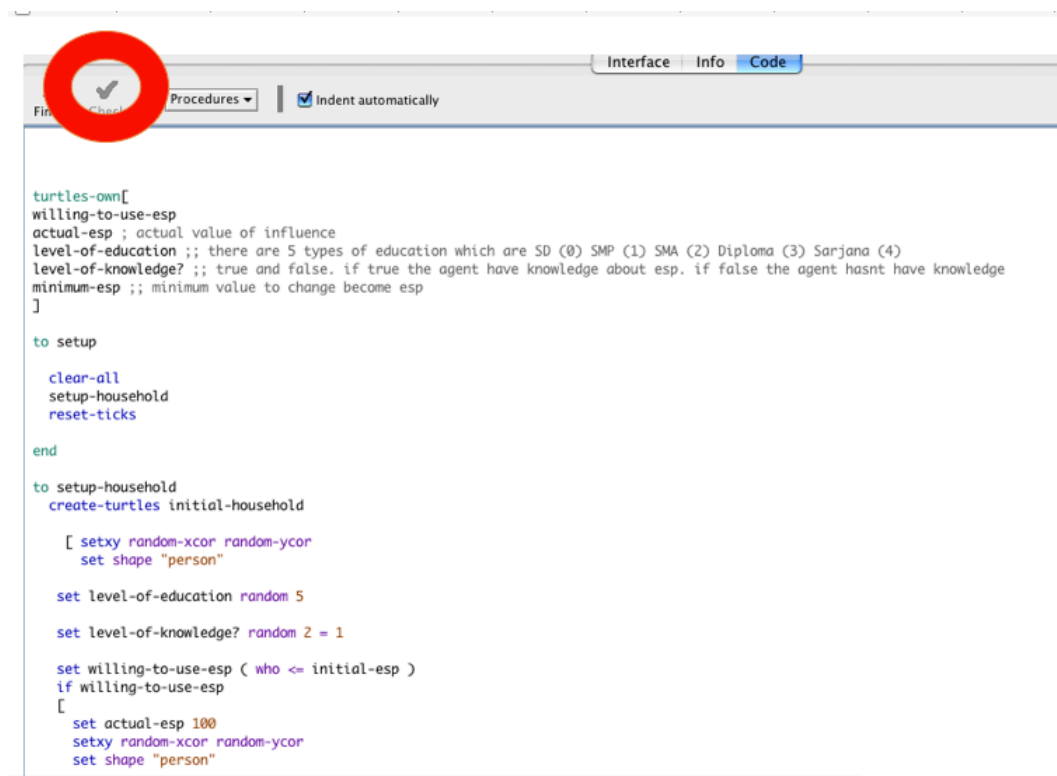 Interface Info Code
Procedures Indent automatically
turtles-own[
willing-to-use-esp
actual-esp ; actual value of influence
level-of-education ;; there are 5 types of education which are SD (0) SMP (1) SMA (2) Diploma (3) Sarjana (4)
level-of-knowledge? ;; true and false. if true the agent have knowledge about esp. if false the agent hasnt have knowledge
minimum-esp ;; minimum value to change become esp
]
to setup
clear-all
setup-household
reset-ticks
end
to setup-household
create-turtles initial-household
[ setxy random-xcor random-ycor
set shape "person"
set level-of-education random 5
set level-of-knowledge? random 2 = 1
set willing-to-use-esp ( who <= initial-esp )
if willing-to-use-esp
[
set actual-esp 100
setxy random-xcor random-ycor
set shape "person"